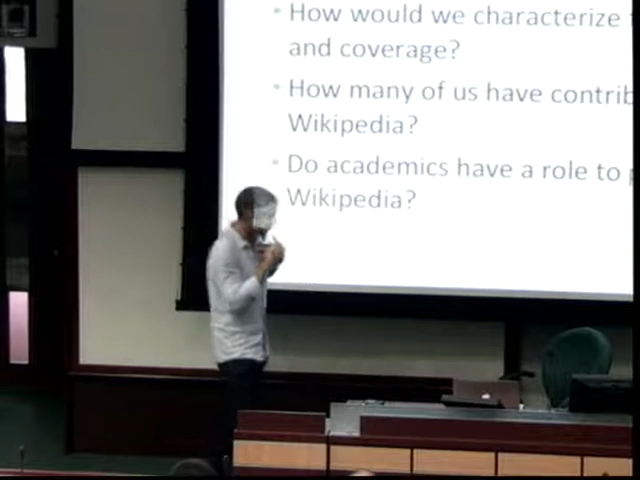 • How would we characterize
and coverage?
• How many of us have contrib
Wikipedia?
• Do academics have a role to
Wikipedia?